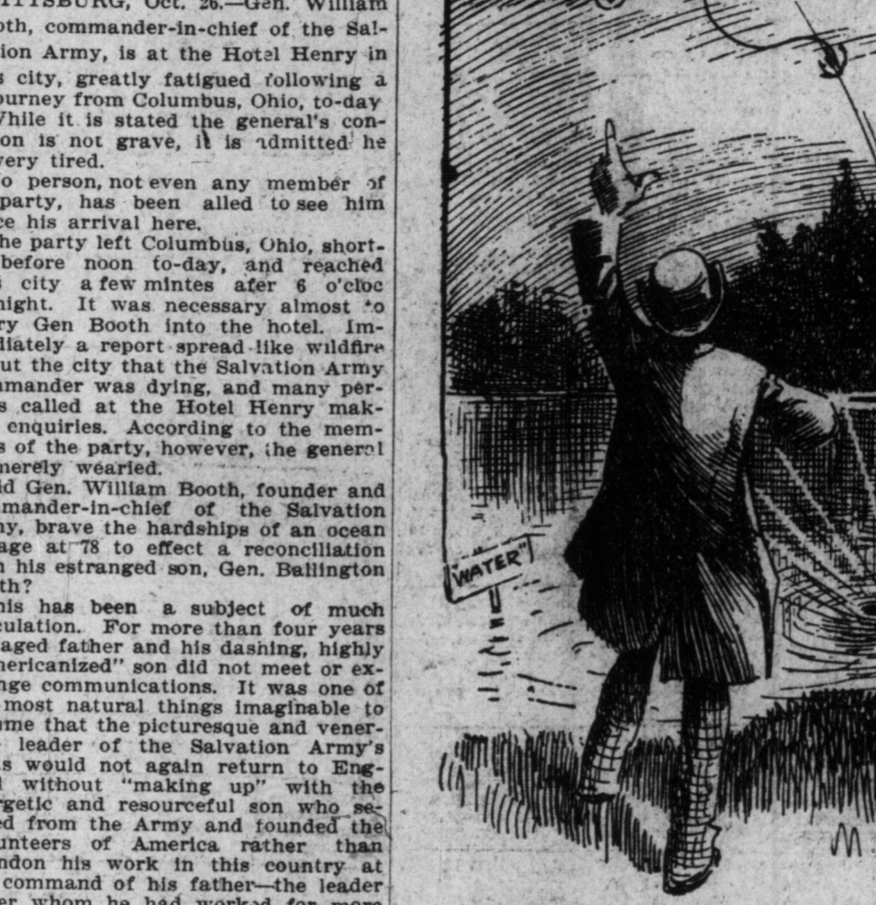 ITTSBURG, Oct. 26.—Gen. William
oth, commander-in-chief of the Sal-
ion Army, is at the Hotel Henry in
s city, greatly fatigued following a
ourney from Columbus, Ohio, to-day
While it is stated the general's con-
on is not grave, it is admitted he
very tired.
o person, not even any member of
party, has been alled to see him
ce his arrival here.
he party left Columbus, Ohio, short-
before noon to-day, and reached
s city a few mintes afer 6 o'cloc
night. It was necessary almost to
ry Gen Booth into the hotel. Im-
diately a report spread like wildfire
ut the city that the Salvation Army
mmander was dying, and many per-
s called at the Hotel Henry mak-
enquiries. According to the mem-
s of the party, however, the general
merely wearied.
id Gen. William Booth, founder and
mander-in-chief of the Salvation
ny, brave the hardships of an ocean
age at 78 to effect a reconciliation
h his estranged son, Gen. Ballington
th?
his has been a subject of much
culation. For more than four years
aged father and his dashing, highly
mericanized" son did not meet or ex-
nge communications. It was one of
most natural things imaginable to
ume that the picturesque and vener-
leader of the Salvation Army's
s would not again return to Eng-
d without "making up" with the
rgetic and resourceful son who se-
ed from the Army and founded the
unteers of America rather than
ndon his work in this country at
command of his father—the leader
er whom he had worked for more
"WATER"
M